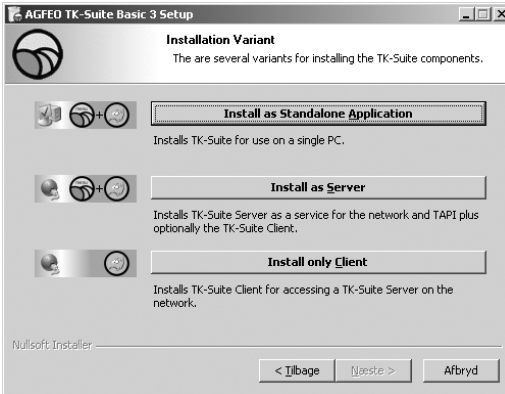 AGFEO TK-Suite Basic 3 Setup
Installation Variant
The are several variants for installing the TK-Suite components.
Install as Standalone Application
Installs TK-Suite for use on a single PC.
Install as Server
Installs TK-Suite Server as a service for the network and TAPI plus
optionally the TK-Suite Client.
Install only Client
Installs TK-Suite Client for accessing a TK-Suite Server on the
network.
Nullsoft Installer
< Tilbage
Næste >
Afbryd